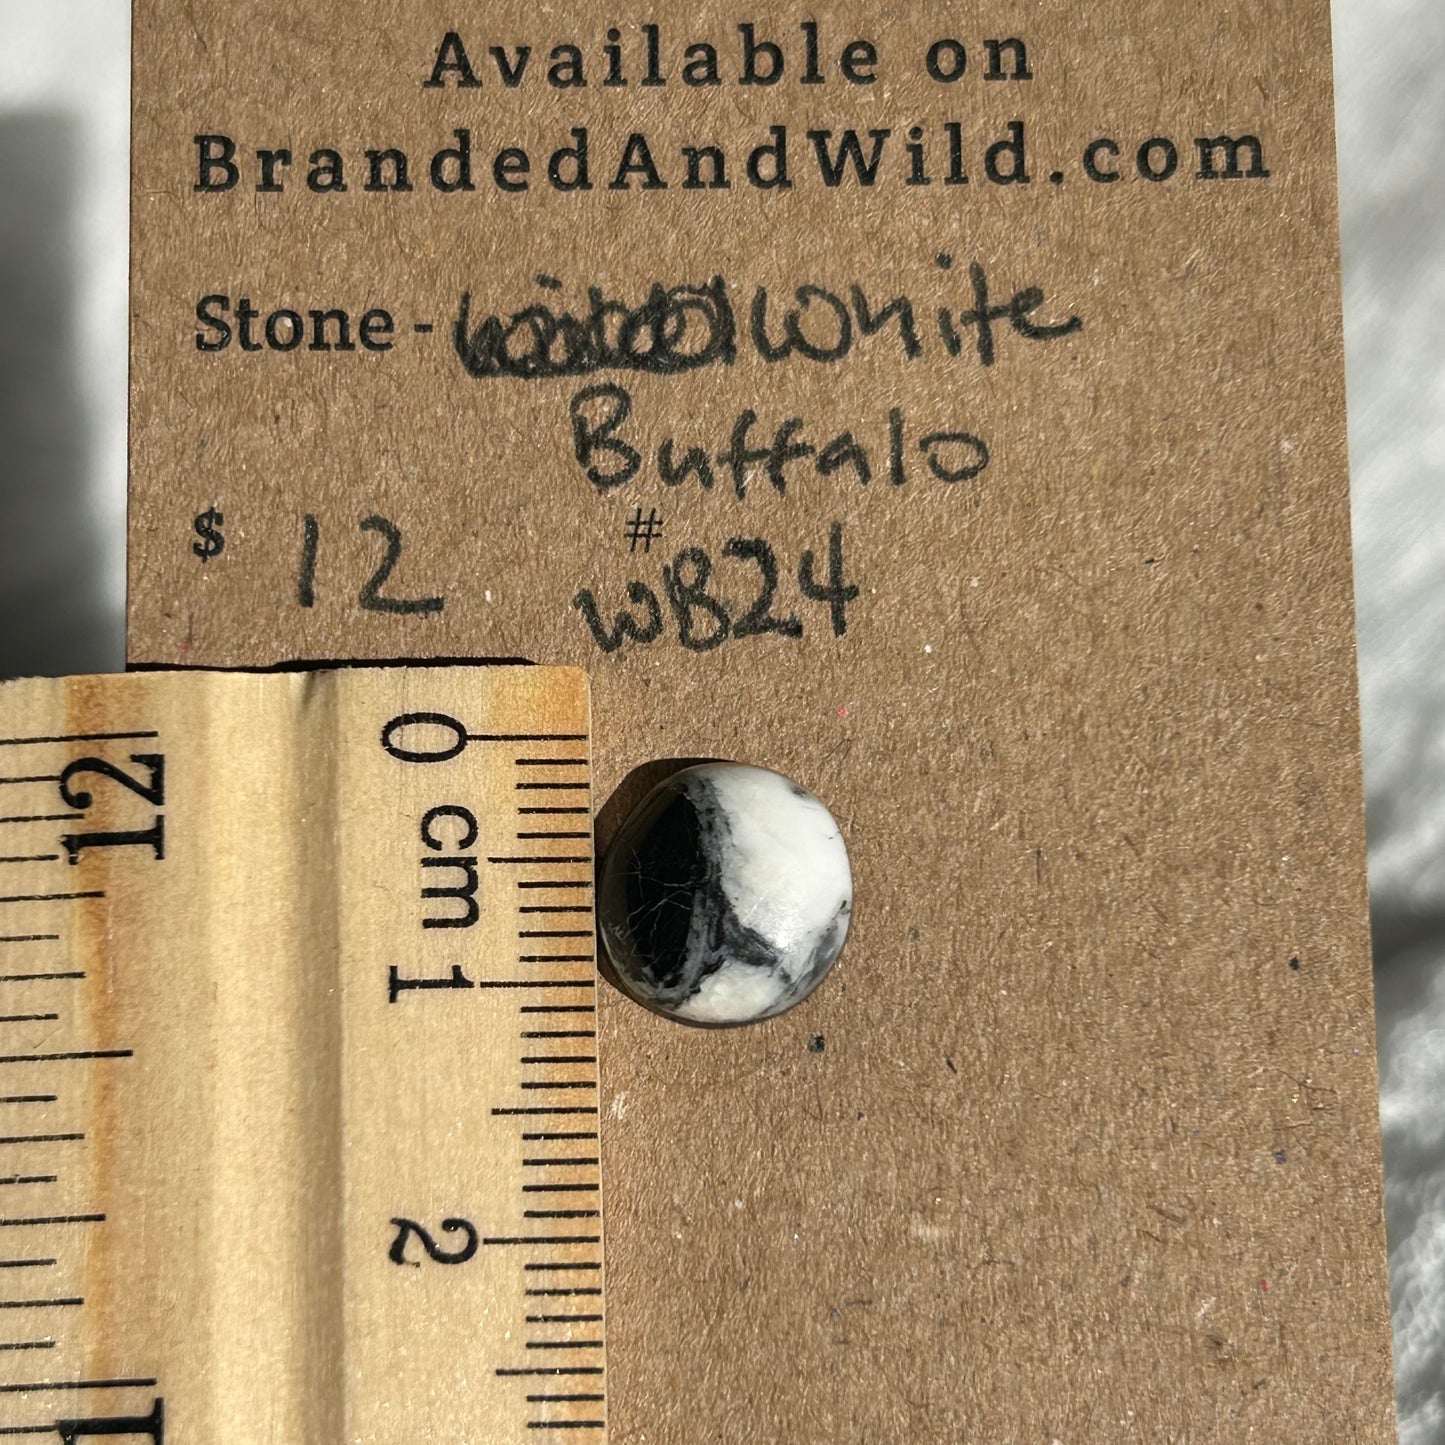 Available on
BrandedAndWild.com
Stone - White
Buffalo
$ 12 #
WB24
0 cm 1 2
12